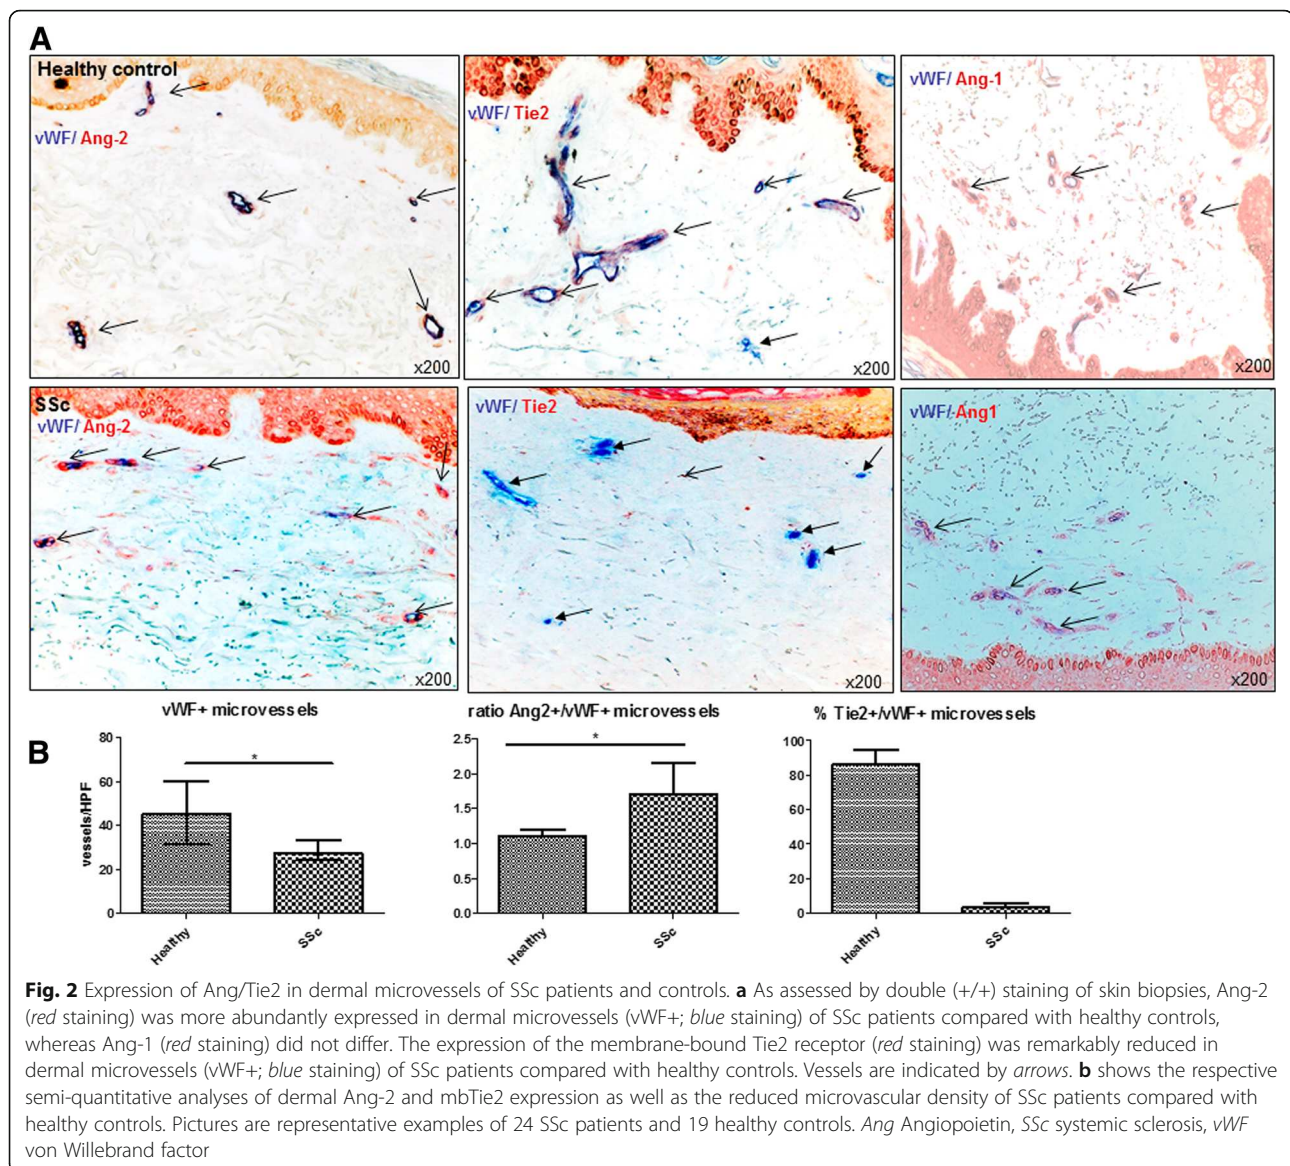 A
Healthy control
vWF/ Ang-2
x200
vWF/ Tie2
x200
vWF/ Ang-1
x200
SSc
vWF/ Ang-2
x200
vWF/ Tie2
x200
vWF/ Ang1
x200
B
vWF+ microvessels
vessels/HPF
80
60
40
20
0
*
Healthy
SSc
ratio Ang2+/vWF+ microvessels
2.5
2.0
1.5
1.0
0.5
0.0
*
Healthy
SSc
% Tie2+/vWF+ microvessels
100
80
60
40
20
0
Healthy
SSc
Fig. 2 Expression of Ang/Tie2 in dermal microvessels of SSc patients and controls. a As assessed by double (+/+) staining of skin biopsies, Ang-2
(red staining) was more abundantly expressed in dermal microvessels (vWF+; blue staining) of SSc patients compared with healthy controls,
whereas Ang-1 (red staining) did not differ. The expression of the membrane-bound Tie2 receptor (red staining) was remarkably reduced in
dermal microvessels (vWF+; blue staining) of SSc patients compared with healthy controls. Vessels are indicated by arrows. b shows the respective
semi-quantitative analyses of dermal Ang-2 and mbTie2 expression as well as the reduced microvascular density of SSc patients compared with
healthy controls. Pictures are representative examples of 24 SSc patients and 19 healthy controls. Ang Angiopoietin, SSc systemic sclerosis, vWF
von Willebrand factor